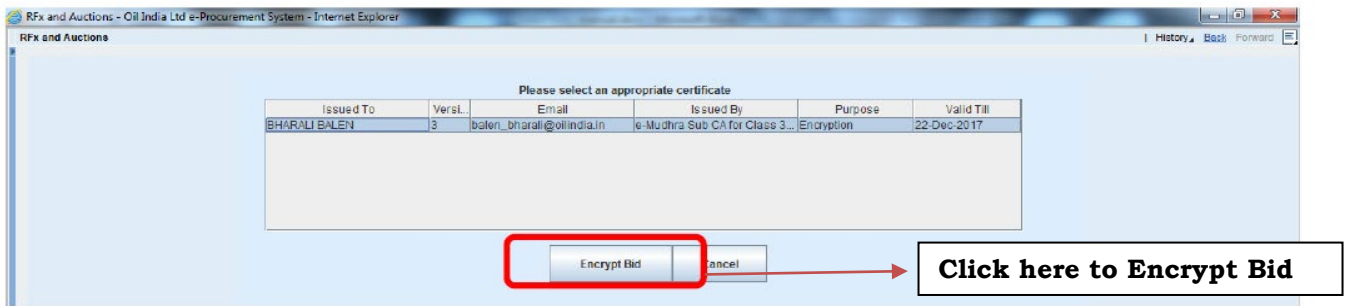 RFx and Auctions - Oil India Ltd e-Procurement System - Internet Explorer
RFx and Auctions | History Back Forward
Please select an appropriate certificate
Issued To Versi... Email Issued By Purpose Valid Till
BHARALI BALEN 3 balen_bharali@oilindia.in e-Mudhra Sub CA for Class 3... Encryption 22-Dec-2017
Encrypt Bid Cancel
Click here to Encrypt Bid